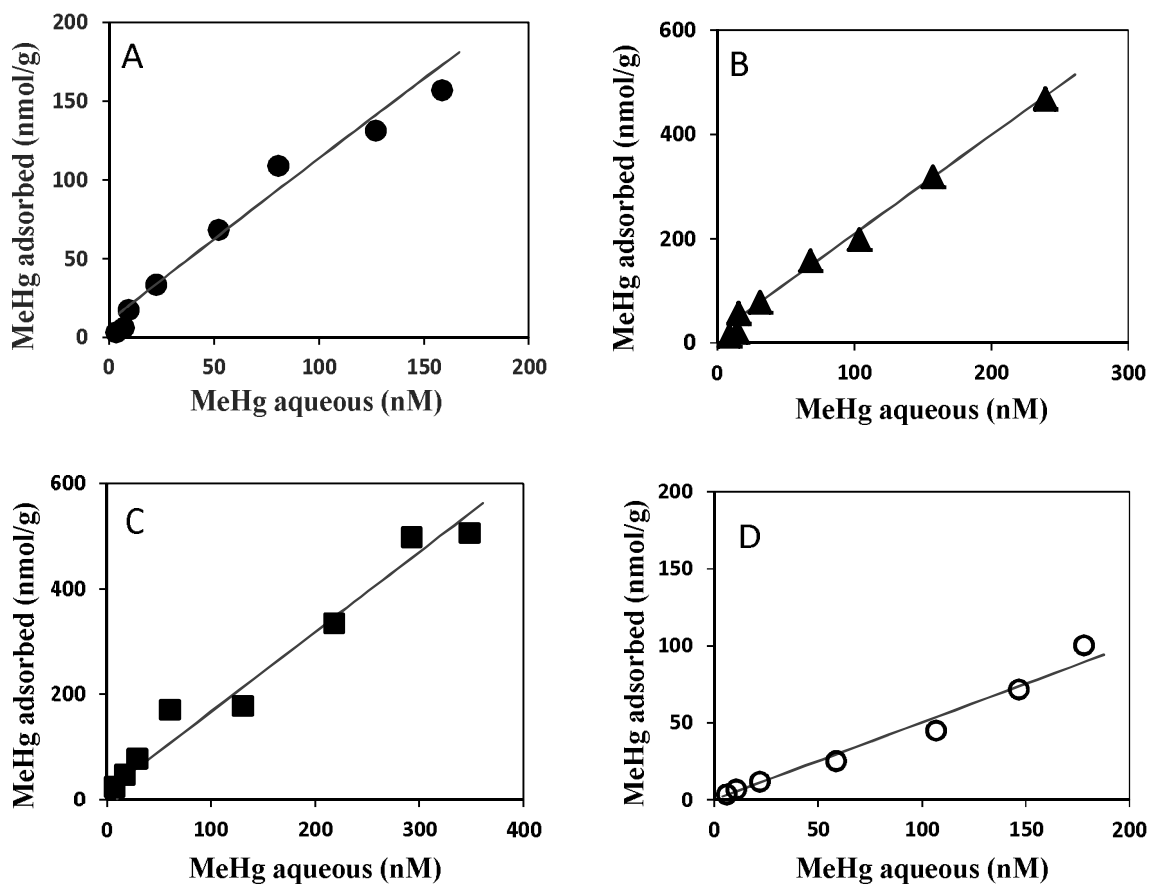 A
MeHg adsorbed (nmol/g)
200
150
100
50
0
0 50 100 150 200
MeHg aqueous (nM)
B
MeHg adsorbed (nmol/g)
600
400
200
0
0 100 200 300
MeHg aqueous (nM)
C
MeHg adsorbed (nmol/g)
600
400
200
0
0 100 200 300 400
MeHg aqueous (nM)
D
MeHg adsorbed (nmol/g)
200
150
100
50
0
0 50 100 150 200
MeHg aqueous (nM)